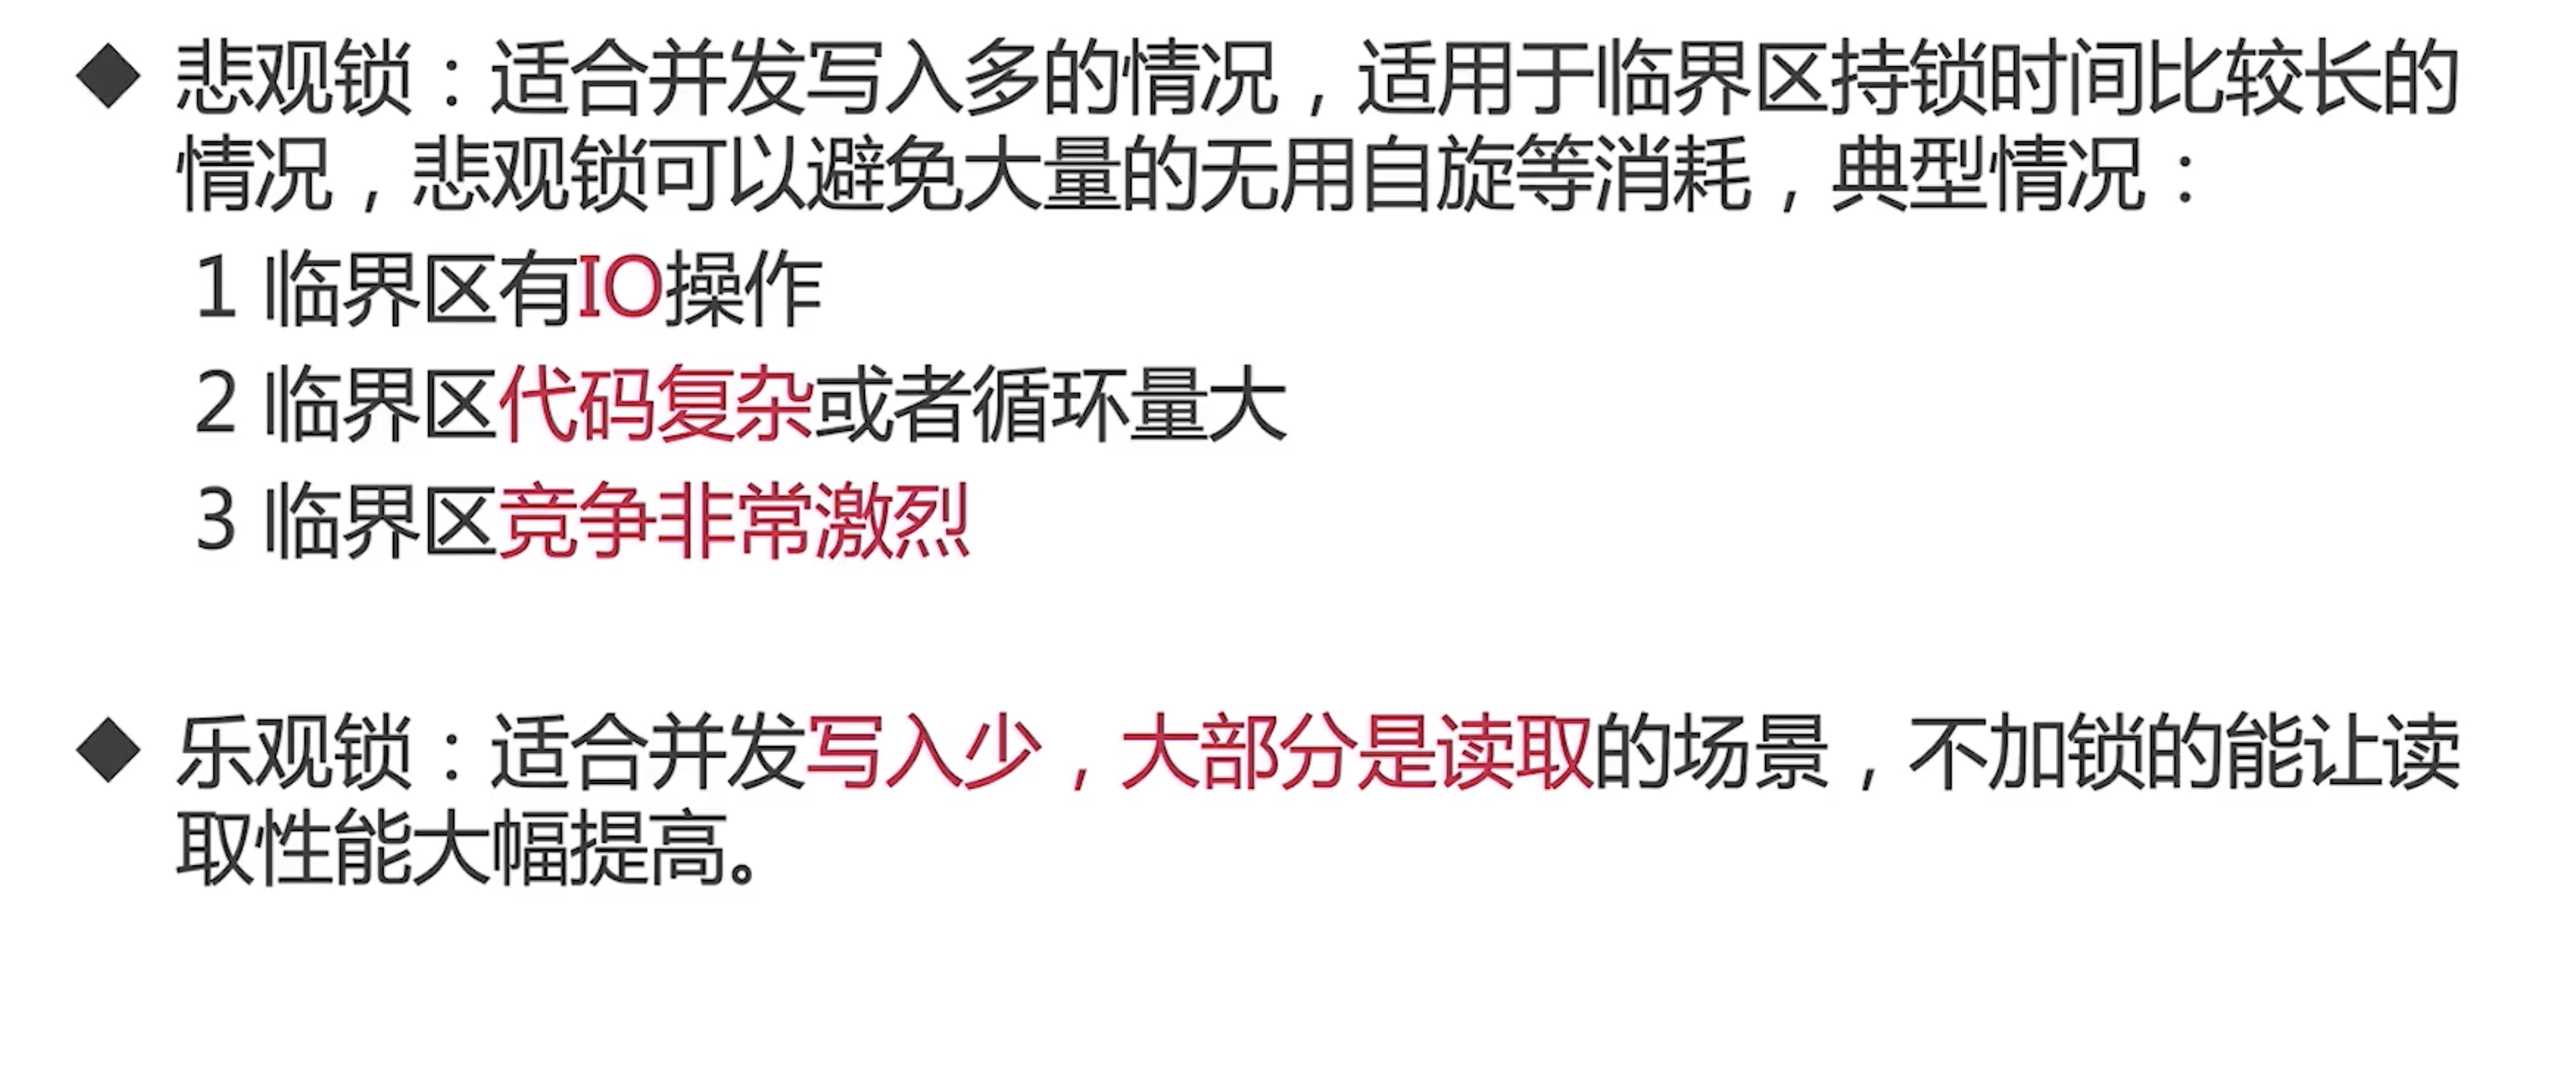 ◆ 悲观锁：适合并发写入多的情况，适用于临界区持锁时间比较长的
情况，悲观锁可以避免大量的无用自旋等消耗，典型情况：
1 临界区有IO操作
2 临界区代码复杂或者循环量大
3 临界区竞争非常激烈
◆ 乐观锁：适合并发写入少，大部分是读取的场景，不加锁的能让读
取性能大幅提高。